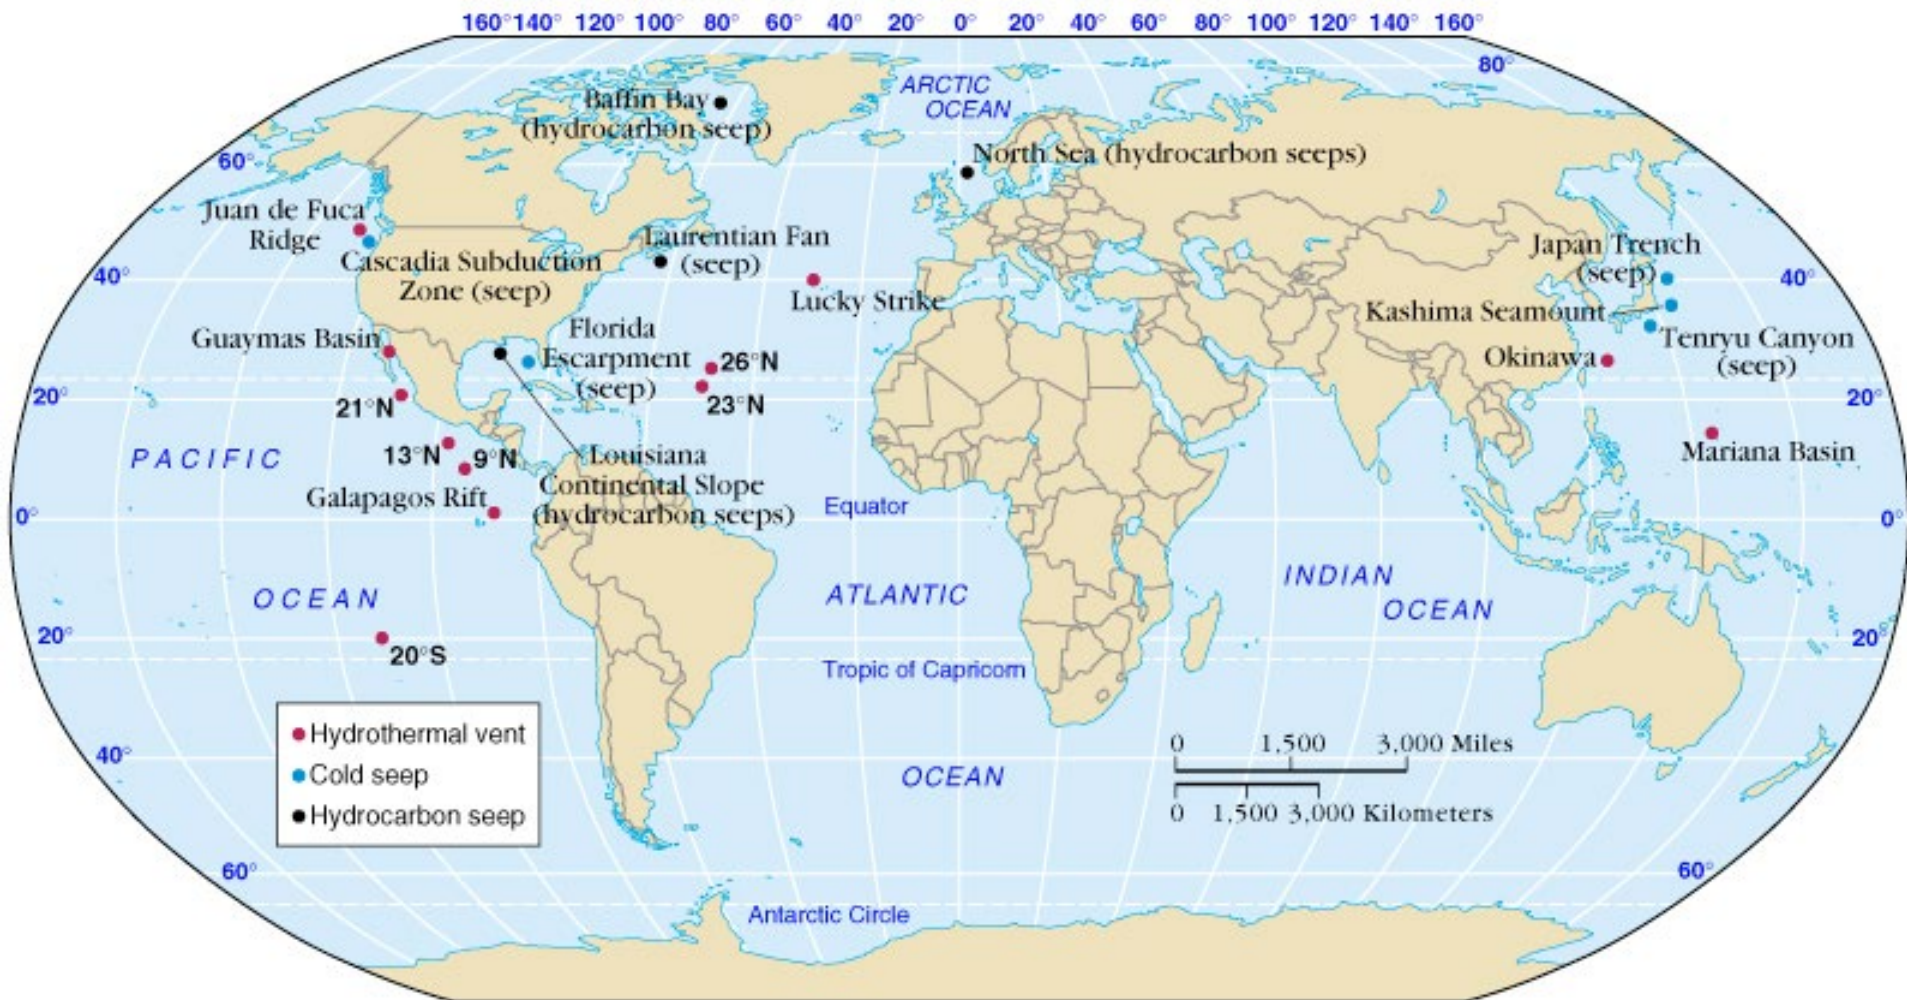 160° 140° 120° 100° 80° 60° 40° 20° 0° 20° 40° 60° 80° 100° 120° 140° 160°
80°
ARCTIC
OCEAN
Baffin Bay
(hydrocarbon seep)
60°
North Sea (hydrocarbon seeps)
Juan de Fuca
Ridge
Cascadia Subduction
Zone (seep)
Laurentian Fan
(seep)
Japan Trench
(seep)
40°
40°
Lucky Strike
Kashima Seamount
Guaymas Basin
Florida
Escarpment
(seep)
26°N
23°N
Okinawa
Tenryu Canyon
(seep)
20°
20°
21°N
PACIFIC
13°N
9°N
Louisiana
Continental Slope
(hydrocarbon seeps)
Mariana Basin
Galapagos Rift
Equator
0°
0°
OCEAN
ATLANTIC
INDIAN
OCEAN
20°
20°
20°S
Tropic of Capricorn
Hydrothermal vent
Cold seep
Hydrocarbon seep
40°
OCEAN
0 1,500 3,000 Miles
0 1,500 3,000 Kilometers
60°
60°
Antarctic Circle